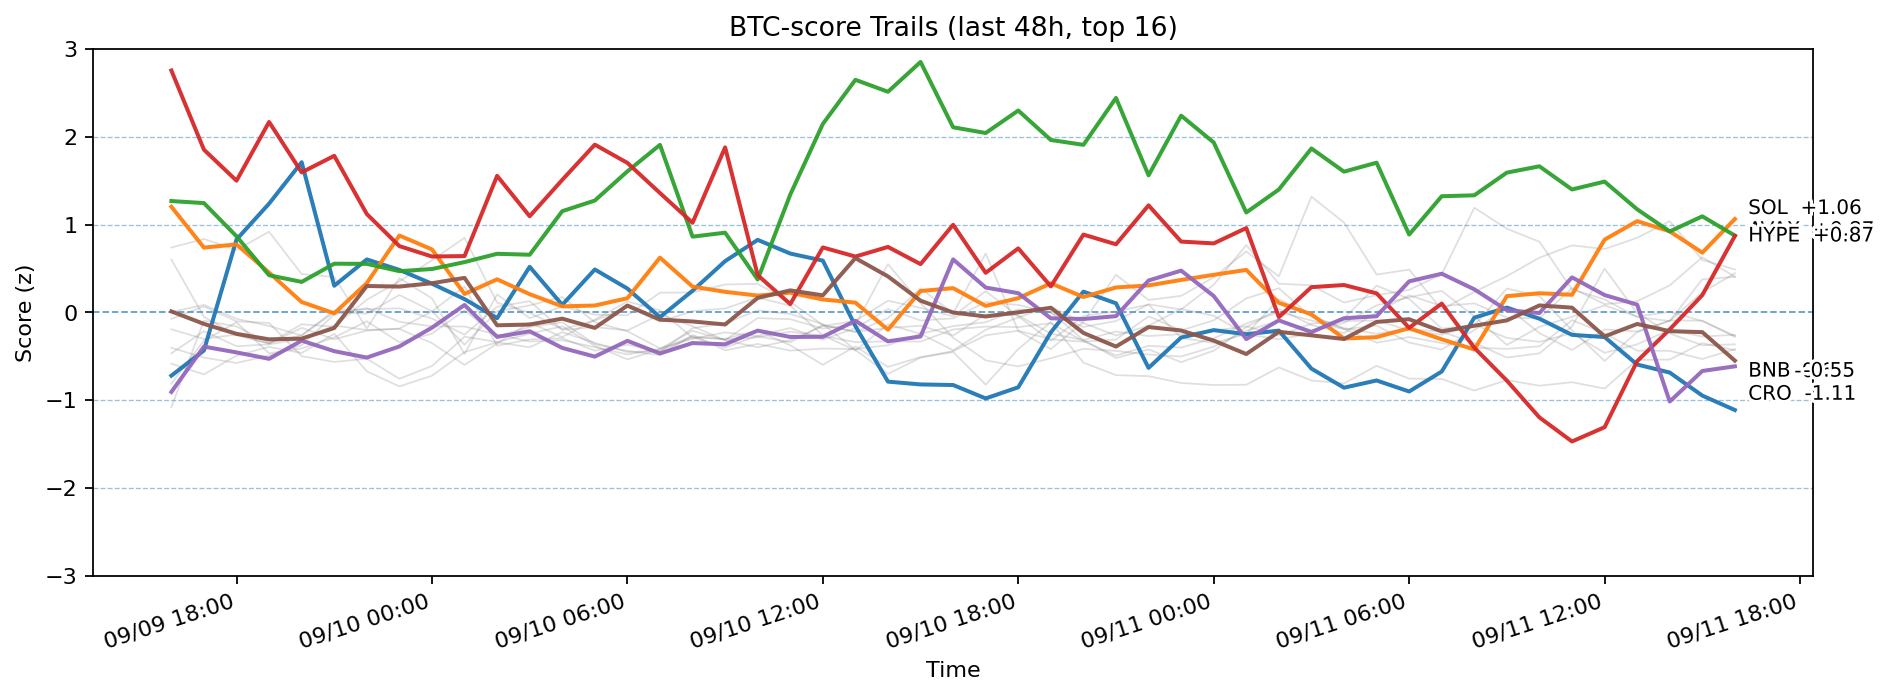 BTC-score Trails (last 48h, top 16)
Score (z)
3
2
1
0
−1
−2
−3
SOL +1.06
HYPE +0.87
BNB -0.55
CRO -1.11
09/09 18:00
09/10 00:00
09/10 06:00
09/10 12:00
09/10 18:00
09/11 00:00
09/11 06:00
09/11 12:00
09/11 18:00
Time